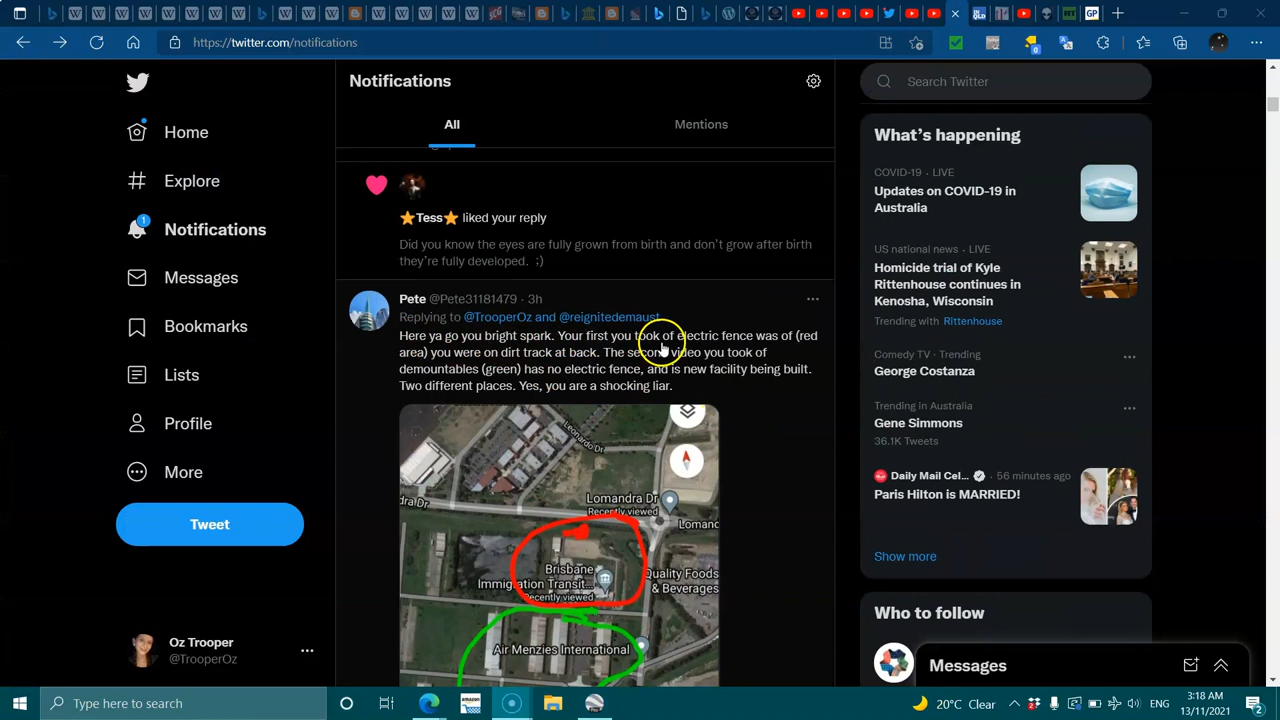 https://twitter.com/notifications
Notifications
Search Twitter
All
Mentions
Home
Explore
1
Notifications
Messages
Bookmarks
Lists
Profile
More
Tweet
Oz Trooper
@TrooperOz
⭐Tess⭐ liked your reply
Did you know the eyes are fully grown from birth and don't grow after birth
they're fully developed. ;)
Pete @Pete31181479 · 3h
Replying to @TrooperOz and @reignitedemaust
Here ya go you bright spark. Your first you took of electric fence was of (red
area) you were on dirt track at back. The second video you took of
demountables (green) has no electric fence, and is new facility being built.
Two different places. Yes, you are a shocking liar.
Leonardo Dr
Lomandra Dr
Recently viewed
dra Dr
Lomand
Brisbane
Immigration Transit...
Recently viewed
Quality Foods
& Beverages
Air Menzies International
What's happening
COVID-19 · LIVE
Updates on COVID-19 in
Australia
US national news · LIVE
Homicide trial of Kyle
Rittenhouse continues in
Kenosha, Wisconsin
Trending with Rittenhouse
Comedy TV · Trending
George Costanza
Trending in Australia
Gene Simmons
36.1K Tweets
Daily Mail Cel... · 56 minutes ago
Paris Hilton is MARRIED!
Show more
Who to follow
Messages
Type here to search
20°C Clear
3:18 AM
13/11/2021
2